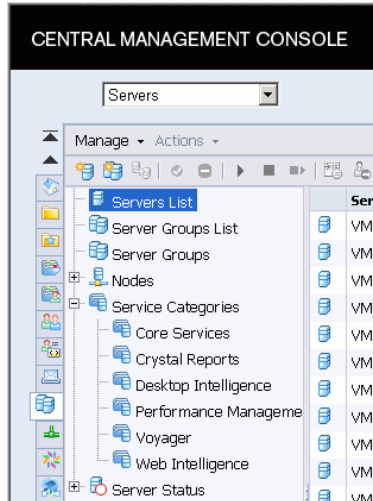 CENTRAL MANAGEMENT CONSOLE
Servers
Manage Actions
Servers List
Server Groups List
Server Groups
Nodes
Service Categories
Core Services
Crystal Reports
Desktop Intelligence
Performance Manageme
Voyager
Web Intelligence
Server Status
Ser
VM
VM
VM
VM
VM
VM
VM
VM
VM
VM
VM